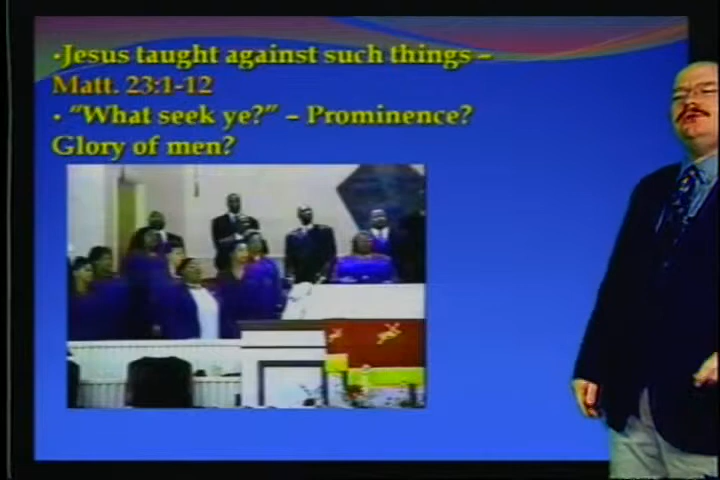 •Jesus taught against such things –
Matt. 23:1-12
• "What seek ye?" – Prominence?
Glory of men?